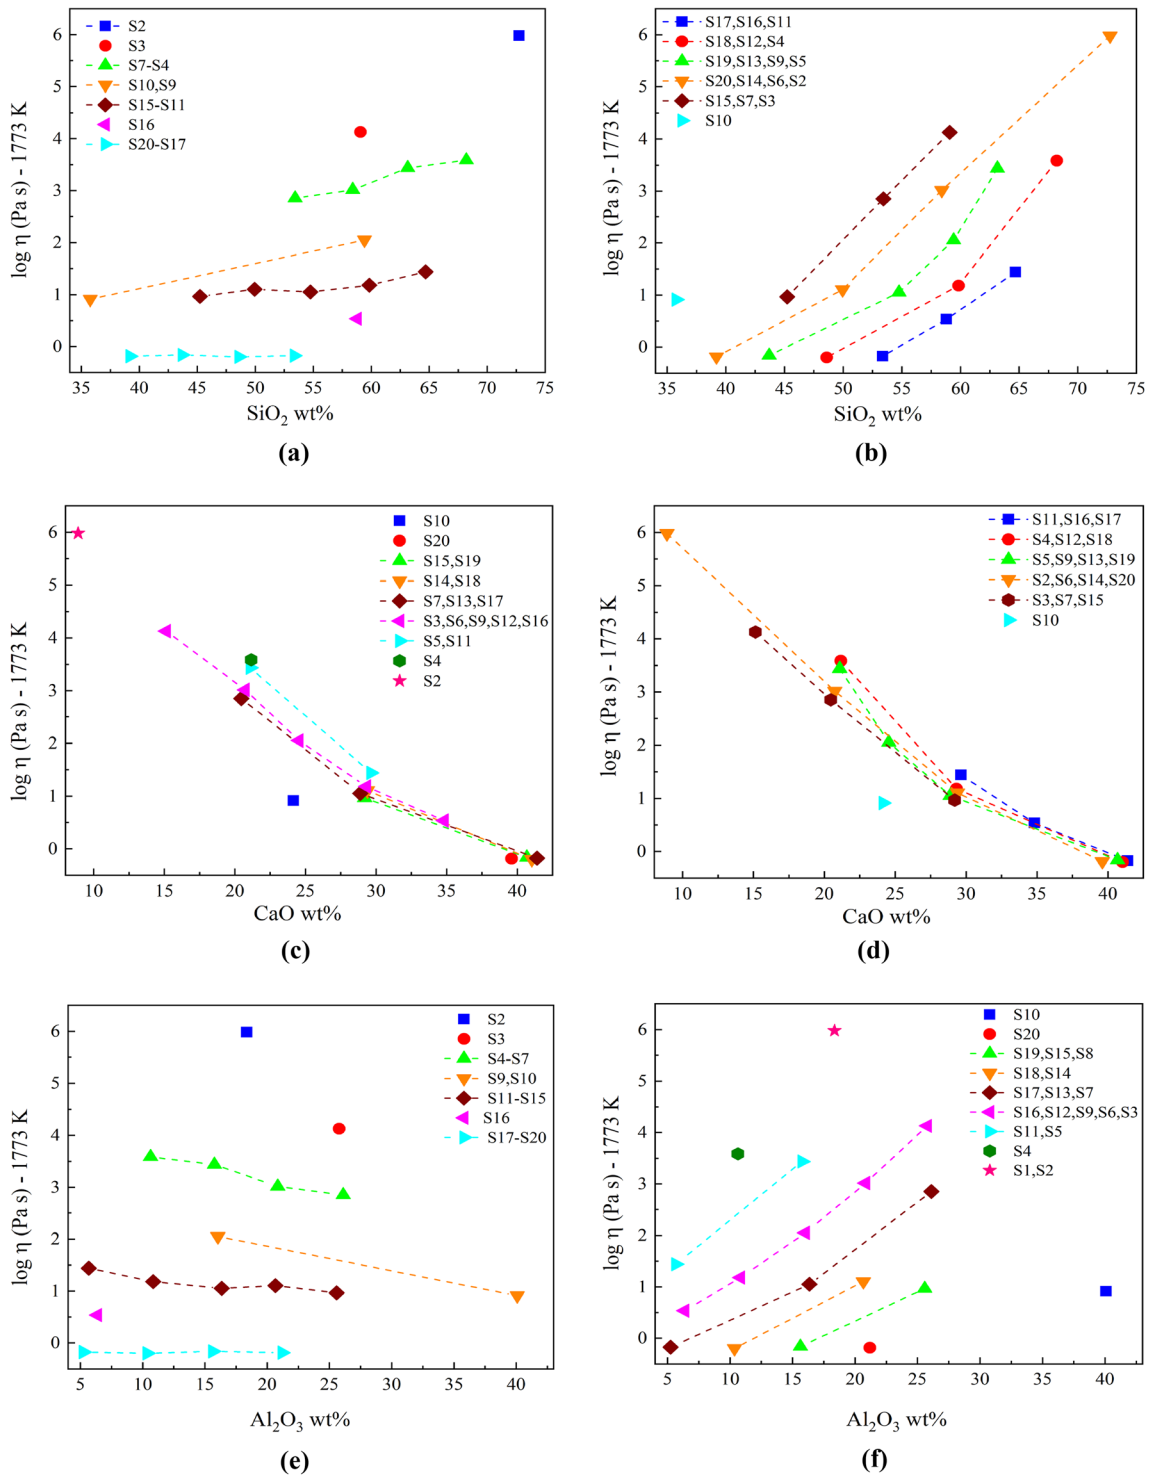 S2
S3
S7-S4
S10,S9
S15-S11
S16
S20-S17
6
5
4
3
2
1
0
35 40 45 50 55 60 65 70 75
log η (Pa s) - 1773 K
SiO2 wt%
(a)
S17,S16,S11
S18,S12,S4
S19,S13,S9,S5
S20,S14,S6,S2
S15,S7,S3
S10
6
5
4
3
2
1
0
35 40 45 50 55 60 65 70 75
log η (Pa s) - 1773 K
SiO2 wt%
(b)
S10
S20
S15,S19
S14,S18
S7,S13,S17
S3,S6,S9,S12,S16
S5,S11
S4
S2
6
5
4
3
2
1
0
10 20 30 40
log η (Pa s) - 1773 K
CaO wt%
(c)
S11,S16,S17
S4,S12,S18
S5,S9,S13,S19
S2,S6,S14,S20
S3,S7,S15
S10
6
5
4
3
2
1
0
10 20 30 40
log η (Pa s) - 1773 K
CaO wt%
(d)
S2
S3
S4-S7
S9,S10
S11-S15
S16
S17-S20
6
5
4
3
2
1
0
5 10 15 20 25 30 35 40
log η (Pa s) - 1773 K
Al2O3 wt%
(e)
S10
S20
S19,S15,S8
S18,S14
S17,S13,S7
S16,S12,S9,S6,S3
S11,S5
S4
S1,S2
6
5
4
3
2
1
0
5 10 15 20 25 30 35 40
log η (Pa s) - 1773 K
Al2O3 wt%
(f)